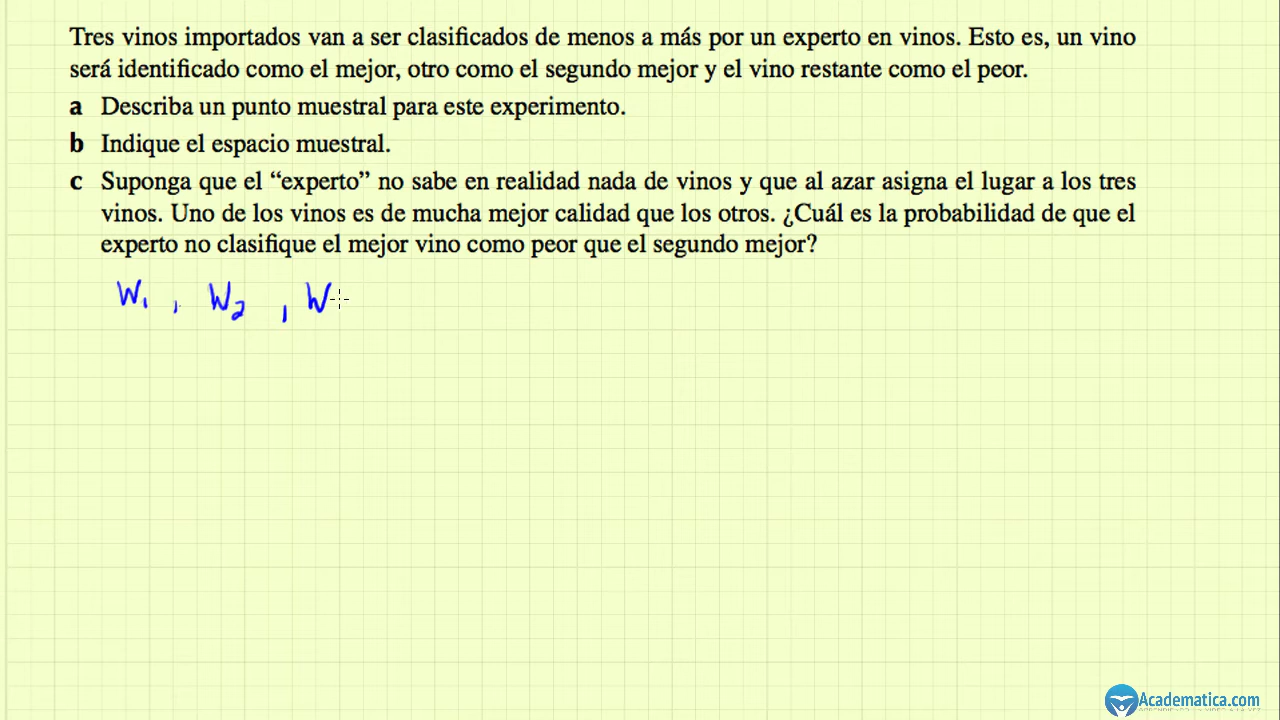 Tres vinos importados van a ser clasificados de menos a más por un experto en vinos. Esto es, un vino
será identificado como el mejor, otro como el segundo mejor y el vino restante como el peor.
a Describa un punto muestral para este experimento.
b Indique el espacio muestral.
c Suponga que el “experto” no sabe en realidad nada de vinos y que al azar asigna el lugar a los tres
vinos. Uno de los vinos es de mucha mejor calidad que los otros. ¿Cuál es la probabilidad de que el
experto no clasifique el mejor vino como peor que el segundo mejor?
W₁ , W₂ , W
Academatica.com